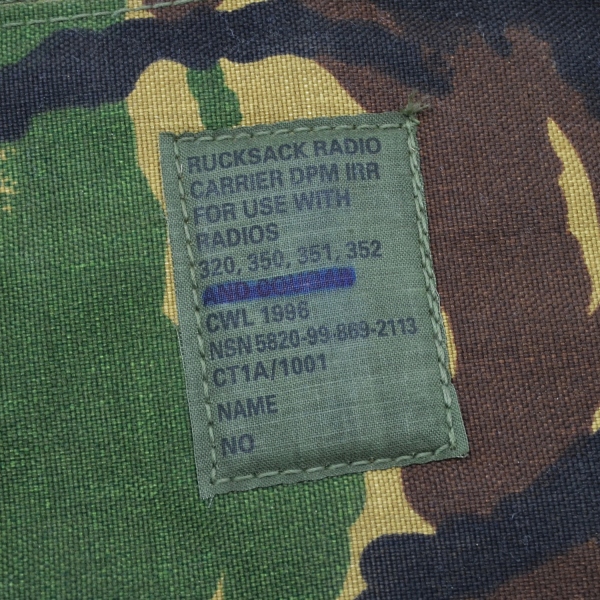 RUCKSACK RADIO
CARRIER DPM IRR
FOR USE WITH
RADIOS
320, 350, 351, 352
AND
CWL 1996
NSN 5820-99-869-2113
CT1A/1001
NAME
NO